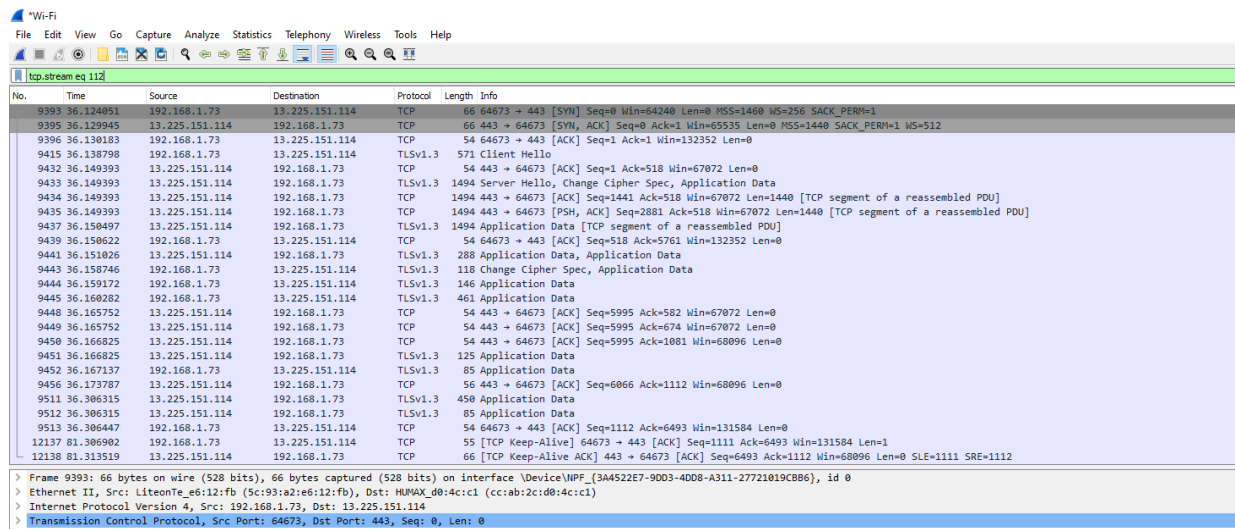 *Wi-Fi
File Edit View Go Capture Analyze Statistics Telephony Wireless Tools Help
tcp.stream eq 112
No. Time Source Destination Protocol Length Info
9393 36.124051 192.168.1.73 13.225.151.114 TCP 66 64673 → 443 [SYN] Seq=0 Win=64240 Len=0 MSS=1460 WS=256 SACK_PERM=1
9395 36.129945 13.225.151.114 192.168.1.73 TCP 66 443 → 64673 [SYN, ACK] Seq=0 Ack=1 Win=65535 Len=0 MSS=1440 SACK_PERM=1 WS=512
9396 36.130183 192.168.1.73 13.225.151.114 TCP 54 64673 → 443 [ACK] Seq=1 Ack=1 Win=132352 Len=0
9415 36.138798 192.168.1.73 13.225.151.114 TLSv1.3 571 Client Hello
9432 36.149393 13.225.151.114 192.168.1.73 TCP 54 443 → 64673 [ACK] Seq=1 Ack=518 Win=67072 Len=0
9433 36.149393 13.225.151.114 192.168.1.73 TLSv1.3 1494 Server Hello, Change Cipher Spec, Application Data
9434 36.149393 13.225.151.114 192.168.1.73 TCP 1494 443 → 64673 [ACK] Seq=1441 Ack=518 Win=67072 Len=1440 [TCP segment of a reassembled PDU]
9435 36.149393 13.225.151.114 192.168.1.73 TCP 1494 443 → 64673 [PSH, ACK] Seq=2881 Ack=518 Win=67072 Len=1440 [TCP segment of a reassembled PDU]
9437 36.150497 13.225.151.114 192.168.1.73 TLSv1.3 1494 Application Data [TCP segment of a reassembled PDU]
9439 36.150622 192.168.1.73 13.225.151.114 TCP 54 64673 → 443 [ACK] Seq=518 Ack=5761 Win=132352 Len=0
9441 36.151026 13.225.151.114 192.168.1.73 TLSv1.3 288 Application Data, Application Data
9443 36.158746 192.168.1.73 13.225.151.114 TLSv1.3 118 Change Cipher Spec, Application Data
9444 36.159172 192.168.1.73 13.225.151.114 TLSv1.3 146 Application Data
9445 36.160282 192.168.1.73 13.225.151.114 TLSv1.3 461 Application Data
9448 36.165752 13.225.151.114 192.168.1.73 TCP 54 443 → 64673 [ACK] Seq=5995 Ack=582 Win=67072 Len=0
9449 36.165752 13.225.151.114 192.168.1.73 TCP 54 443 → 64673 [ACK] Seq=5995 Ack=674 Win=67072 Len=0
9450 36.166825 13.225.151.114 192.168.1.73 TCP 54 443 → 64673 [ACK] Seq=5995 Ack=1081 Win=68096 Len=0
9451 36.166825 13.225.151.114 192.168.1.73 TLSv1.3 125 Application Data
9452 36.167137 192.168.1.73 13.225.151.114 TLSv1.3 85 Application Data
9456 36.173787 13.225.151.114 192.168.1.73 TCP 56 443 → 64673 [ACK] Seq=6066 Ack=1112 Win=68096 Len=0
9511 36.306315 13.225.151.114 192.168.1.73 TLSv1.3 450 Application Data
9512 36.306315 13.225.151.114 192.168.1.73 TLSv1.3 85 Application Data
9513 36.306447 192.168.1.73 13.225.151.114 TCP 54 64673 → 443 [ACK] Seq=1112 Ack=6493 Win=131584 Len=0
12137 81.306902 192.168.1.73 13.225.151.114 TCP 55 [TCP Keep-Alive] 64673 → 443 [ACK] Seq=1111 Ack=6493 Win=131584 Len=1
12138 81.313519 13.225.151.114 192.168.1.73 TCP 66 [TCP Keep-Alive ACK] 443 → 64673 [ACK] Seq=6493 Ack=1112 Win=68096 Len=0 SLE=1111 SRE=1112
> Frame 9393: 66 bytes on wire (528 bits), 66 bytes captured (528 bits) on interface \Device\NPF_{3A4522E7-9DD3-4DD8-A311-27721019CBB6}, id 0
> Ethernet II, Src: LiteonTe_e6:12:fb (5c:93:a2:e6:12:fb), Dst: HUMAX_d0:4c:c1 (cc:ab:2c:d0:4c:c1)
> Internet Protocol Version 4, Src: 192.168.1.73, Dst: 13.225.151.114
> Transmission Control Protocol, Src Port: 64673, Dst Port: 443, Seq: 0, Len: 0